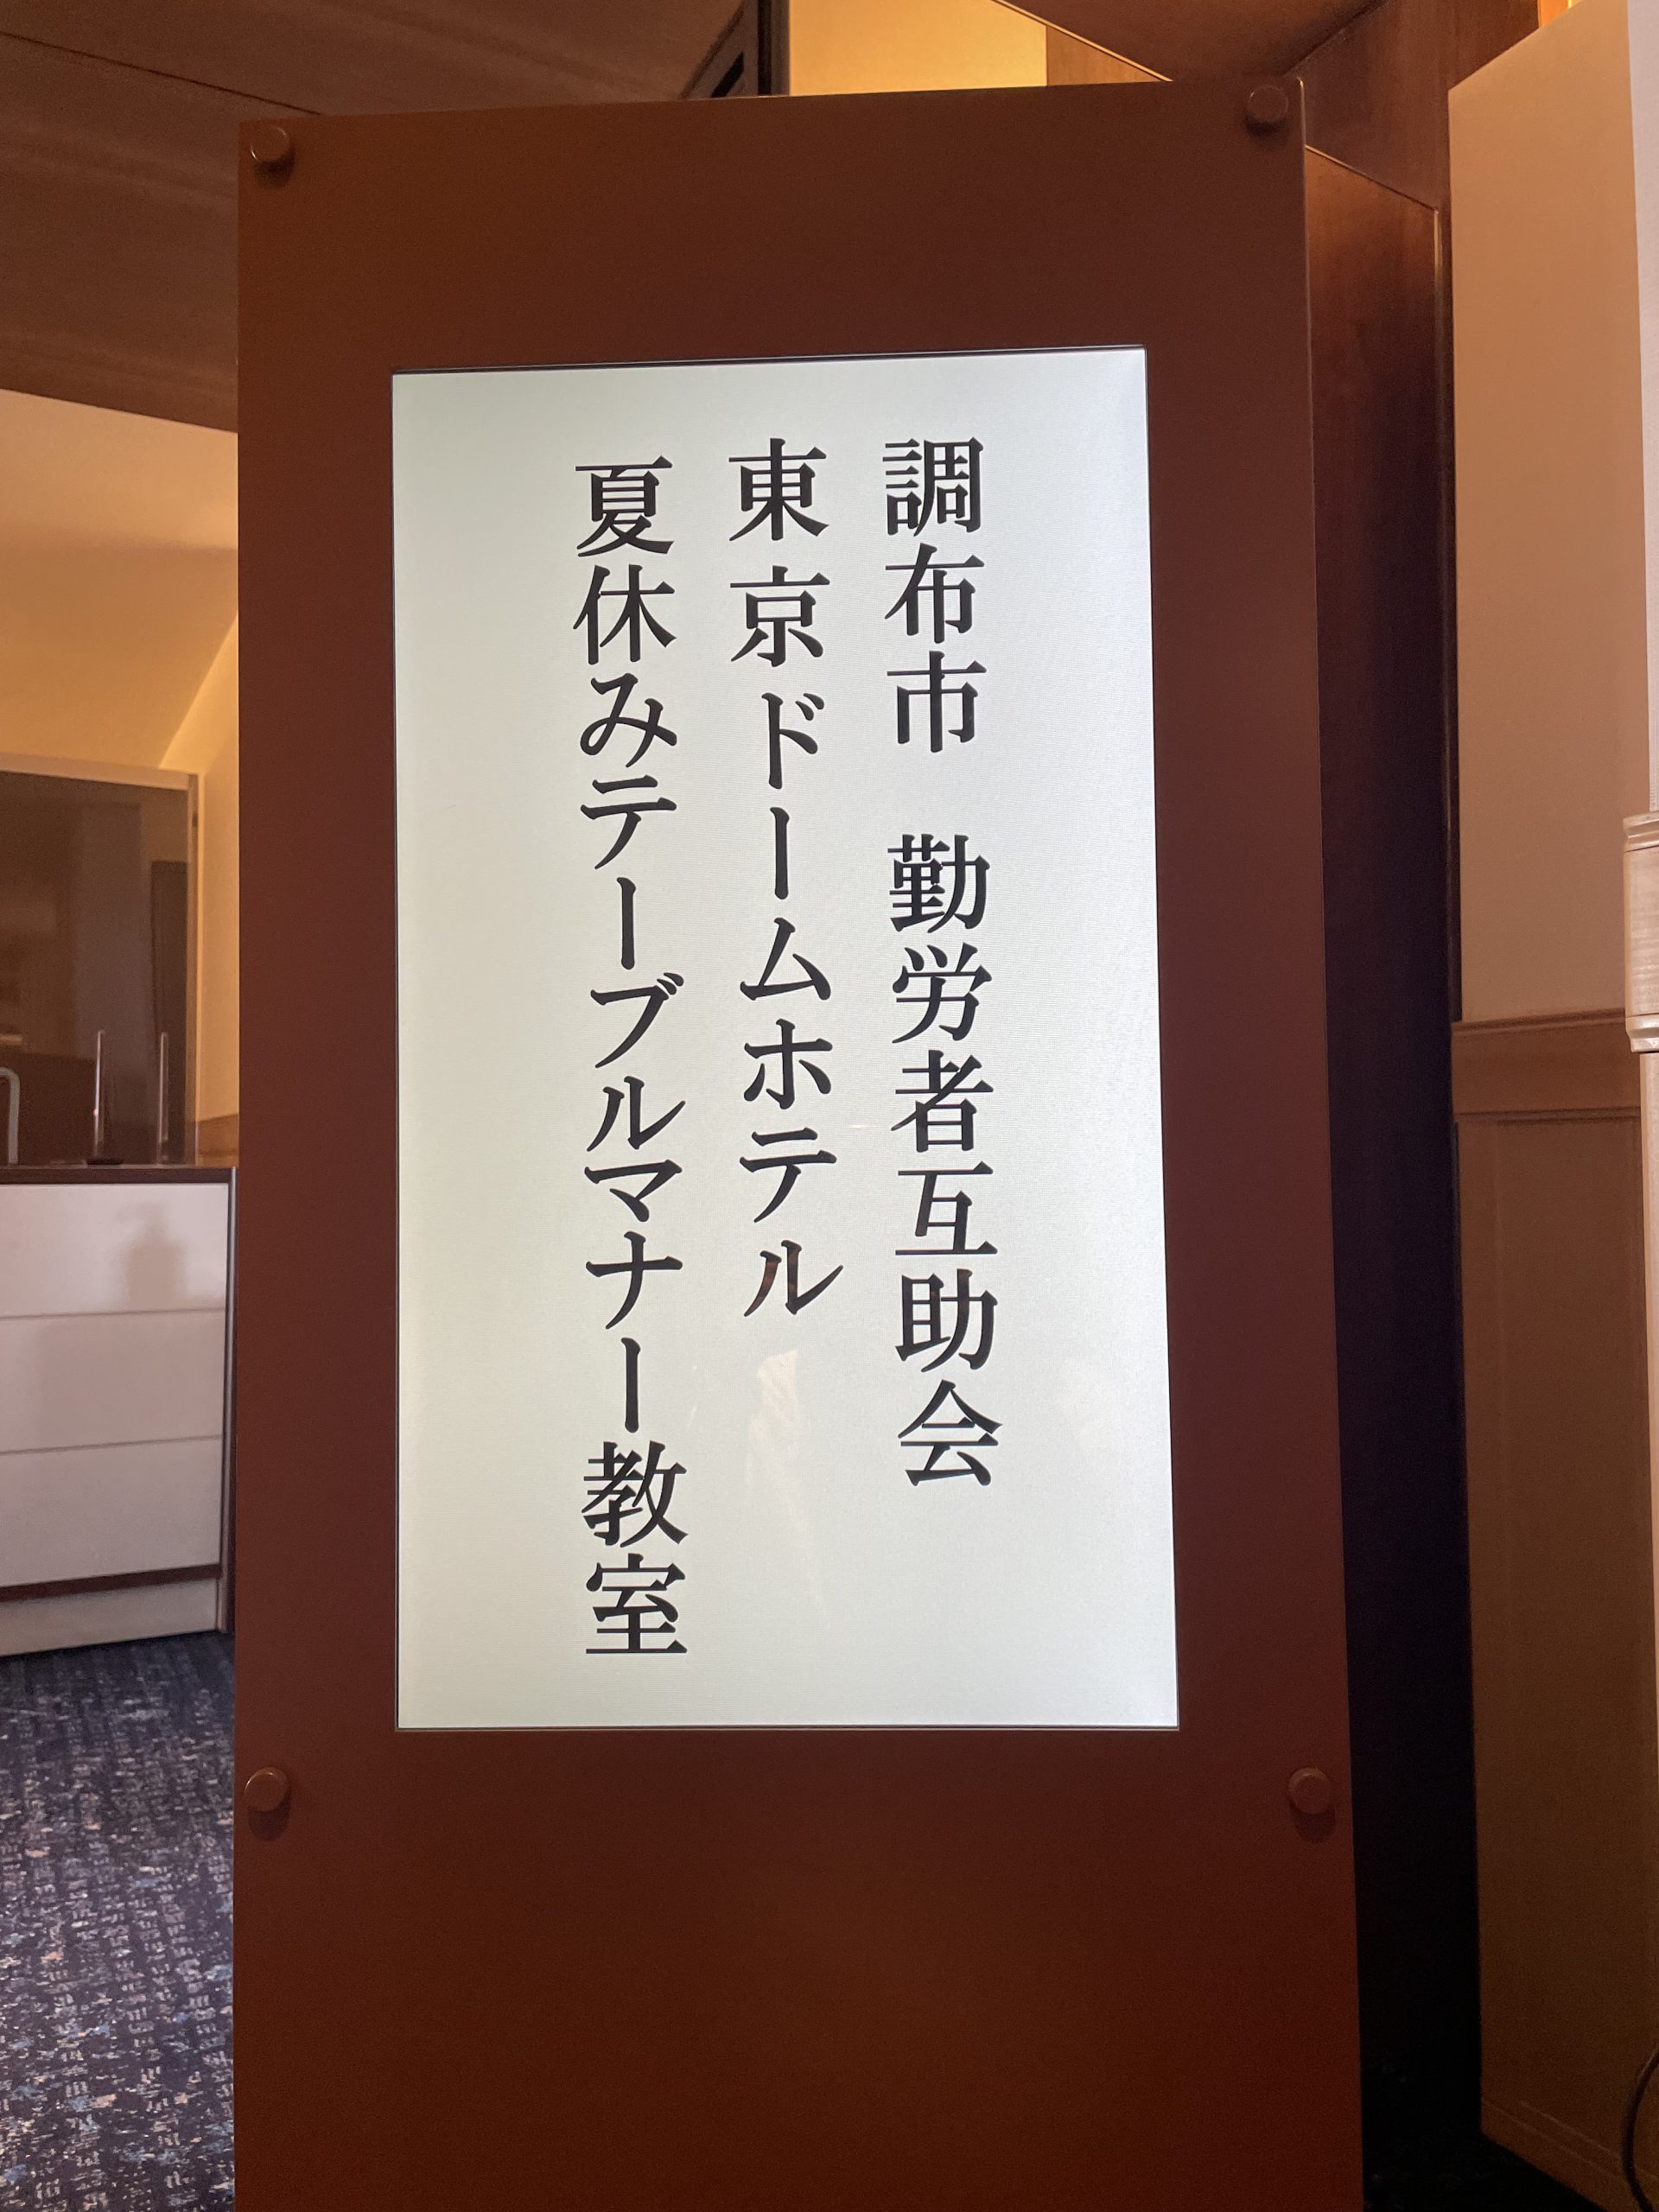 調布市　勤労者互助会
東京ドームホテル
夏休みテーブルマナー教室